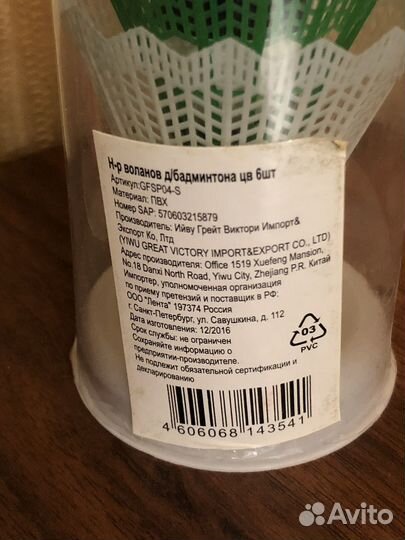 Н-р воланов д/бадминтона цв 6шт
Артикул:GFSP04-S
Материал: ПВХ
Номер SAP: 570603215879
Производитель: Ийву Грейт Виктори Импорт&
Экспорт Ко, Лтд
(YIWU GREAT VICTORY IMPORT&EXPORT CO., LTD)
Адрес производителя: Office 1519 Xuefeng Mansion,
No.18 Danxi North Road, Yiwu City, Zhejiang P.R. Китай
Импортер, уполномоченная организация
по приему претензий и поставщик в РФ:
ООО "Лента" 197374 Россия
г. Санкт-Петербург, ул. Савушкина, д. 112
Дата изготовления: 12/2016
Срок службы: не ограничен
Сохраняйте информацию о
предприятии-производителе.
Не подлежит обязательной сертификации и
декларированию
03
PVC
4 606068 143541
Avito